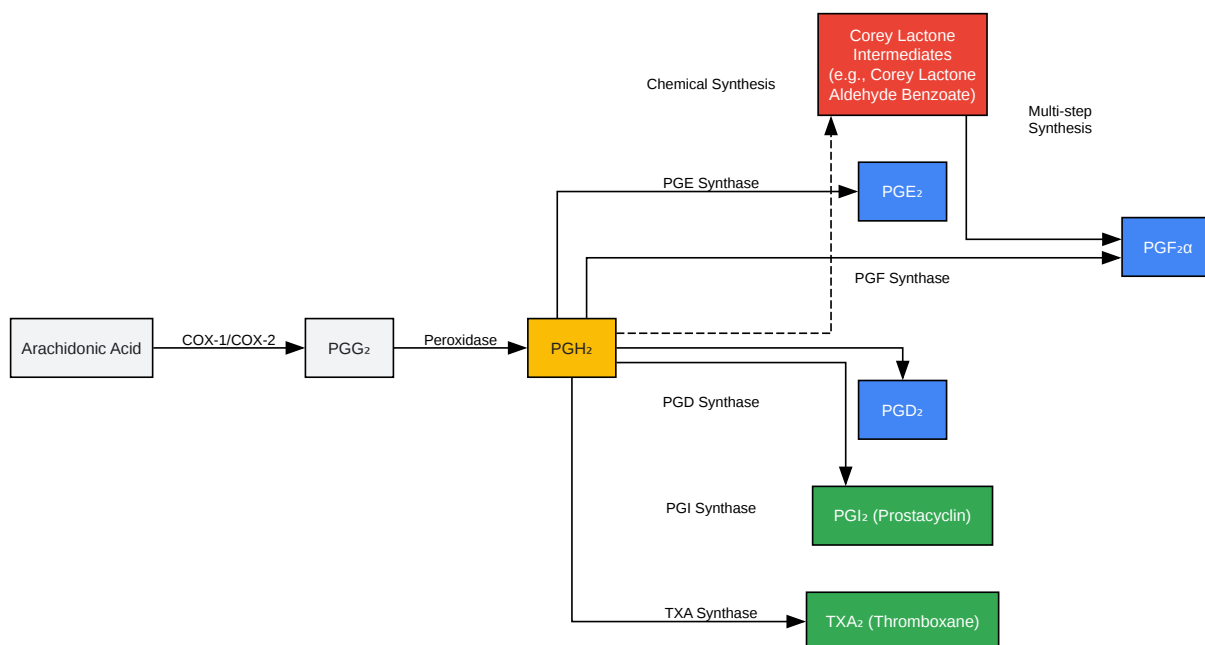 Corey Lactone
Intermediates
(e.g., Corey Lactone
Aldehyde Benzoate)
Chemical Synthesis
Multi-step
Synthesis
PGE Synthase
PGE₂
PGF₂α
PGF Synthase
Arachidonic Acid
COX-1/COX-2
PGG₂
Peroxidase
PGH₂
PGD Synthase
PGD₂
PGI Synthase
PGI₂ (Prostacyclin)
TXA Synthase
TXA₂ (Thromboxane)